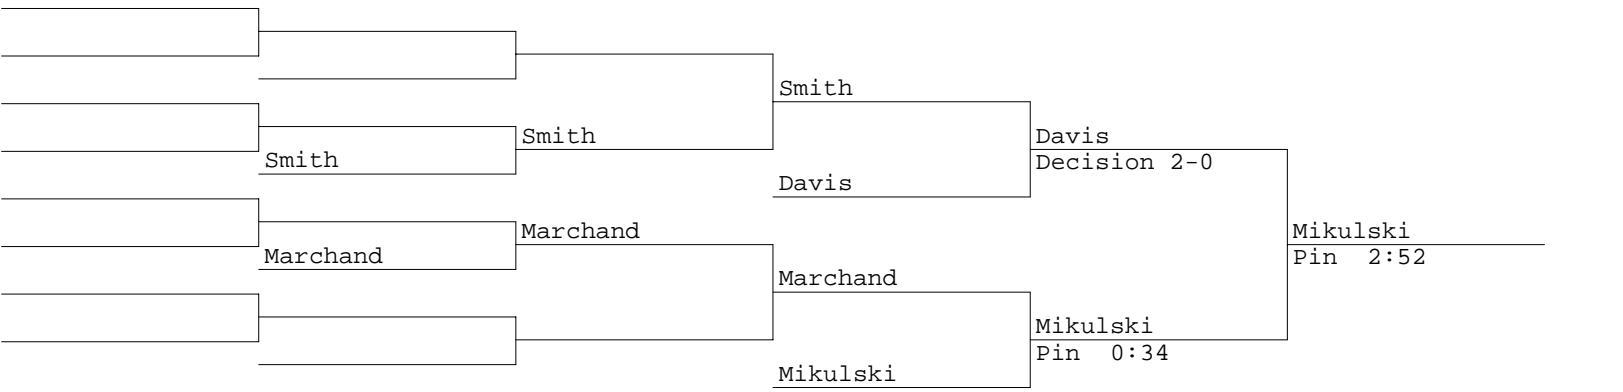 Smith
Davis
Smith
Decision 2-0
Smith
Davis
Marchand
Mikulski
Marchand
Pin 2:52
Marchand
Mikulski
Pin 0:34
Mikulski